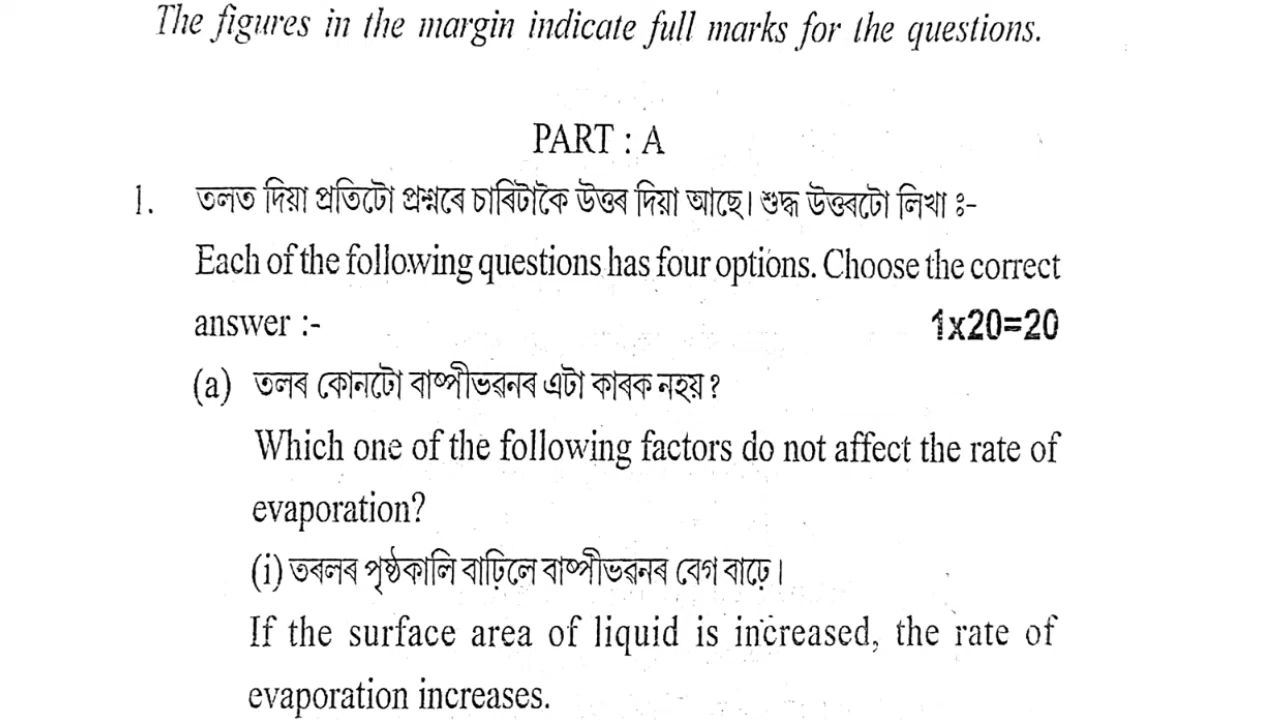 The figures in the margin indicate full marks for the questions.
PART : A
1. তলত দিয়া প্ৰতিটো প্ৰশ্নৰে চাৰিটাকৈ উত্তৰ দিয়া আছে। শুদ্ধ উত্তৰটো লিখা ঃ-
Each of the following questions has four options. Choose the correct
answer :- 1x20=20
(a) তলৰ কোনটো বাষ্পীভৱনৰ এটা কাৰক নহয়?
Which one of the following factors do not affect the rate of
evaporation?
(i) তৰলৰ পৃষ্ঠকালি বাঢ়িলে বাষ্পীভৱনৰ বেগ বাঢ়ে।
If the surface area of liquid is increased, the rate of
evaporation increases.